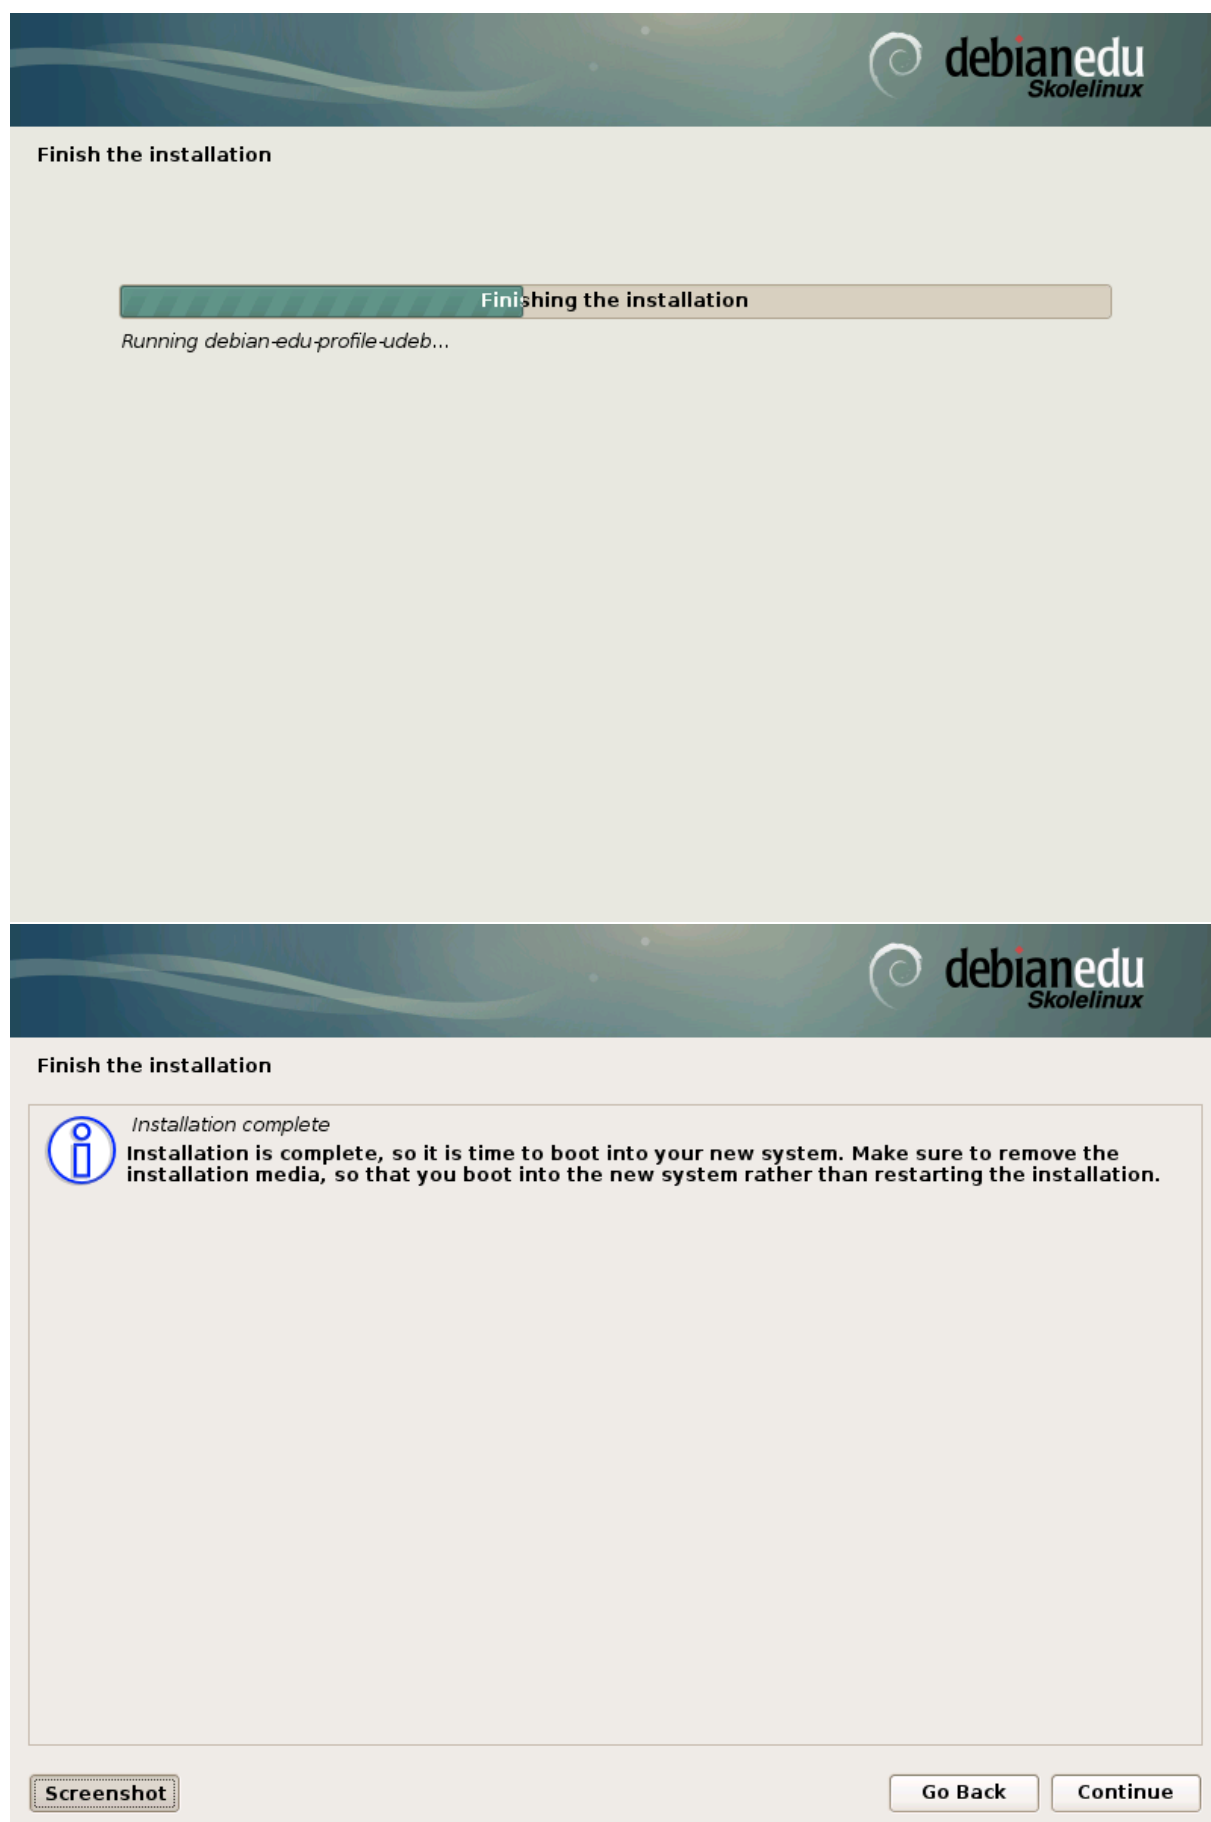 debianedu
Skolelinux
Finish the installation
Finishing the installation
Running debian-edu-profile-udeb...
debianedu
Skolelinux
Finish the installation
Installation complete
Installation is complete, so it is time to boot into your new system. Make sure to remove the
installation media, so that you boot into the new system rather than restarting the installation.
Screenshot
Go Back
Continue